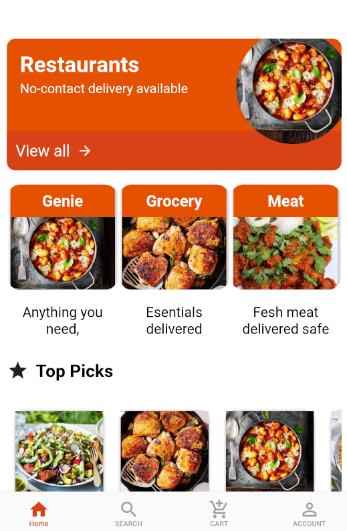 Restaurants
No-contact delivery available
View all
Genie
Grocery
Meat
Anything you
need,
Esentials
delivered
Fesh meat
delivered safe
Top Picks
Home
SEARCH
CART
ACCOUNT